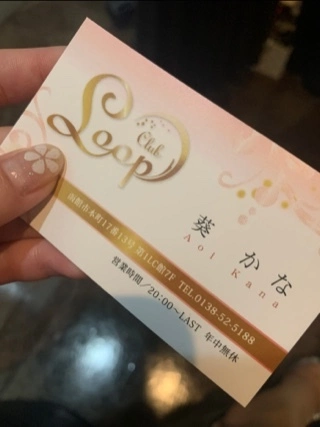 Club
Loop
葵 かな
Aoi Kana
函館市本町17番13号 第1LC館7F TEL.0138-52-5188
営業時間／20:00〜LAST 年中無休